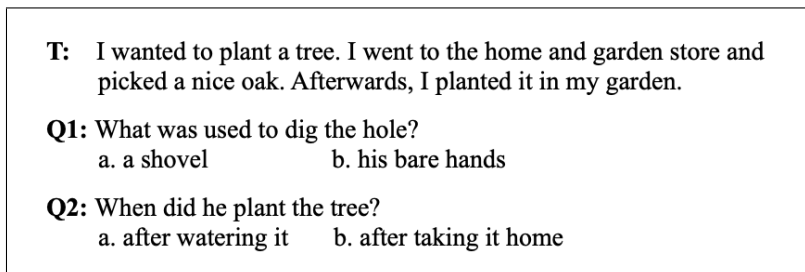 T: I wanted to plant a tree. I went to the home and garden store and
picked a nice oak. Afterwards, I planted it in my garden.
Q1: What was used to dig the hole?
a. a shovel b. his bare hands
Q2: When did he plant the tree?
a. after watering it b. after taking it home